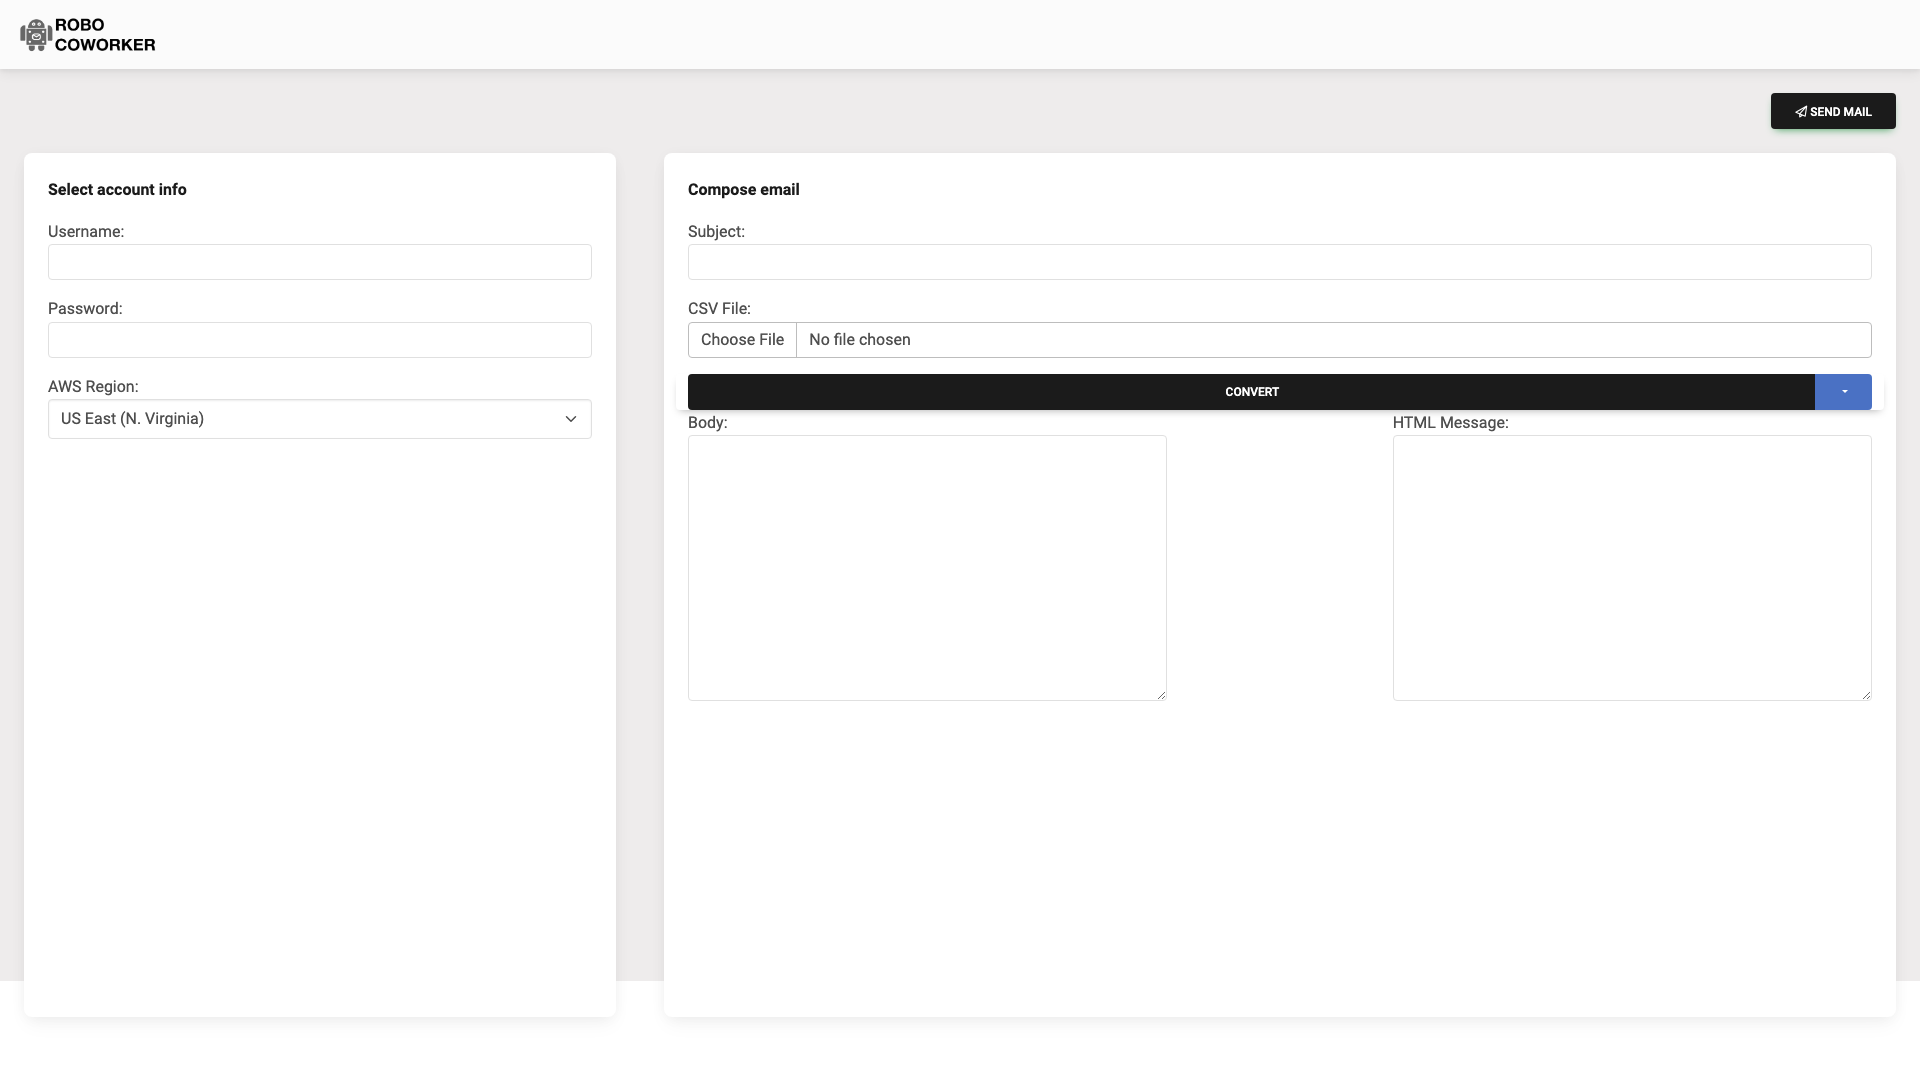 ROBO
COWORKER
SEND MAIL
Select account info
Username:
Password:
AWS Region:
US East (N. Virginia)
Compose email
Subject:
CSV File:
Choose File No file chosen
CONVERT
Body:
HTML Message: